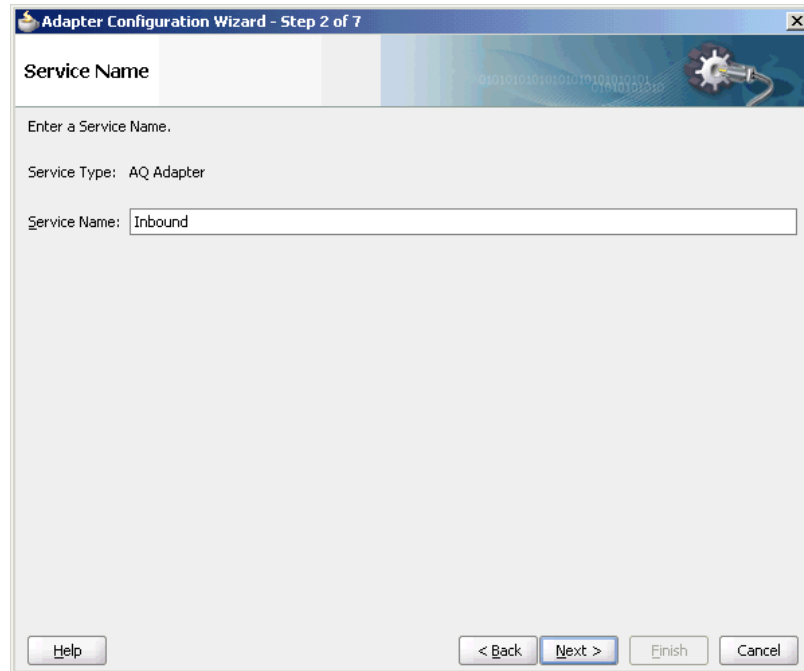 Adapter Configuration Wizard - Step 2 of 7
Service Name
Enter a Service Name.
Service Type: AQ Adapter
Service Name: Inbound
Help
< Back
Next >
Finish
Cancel